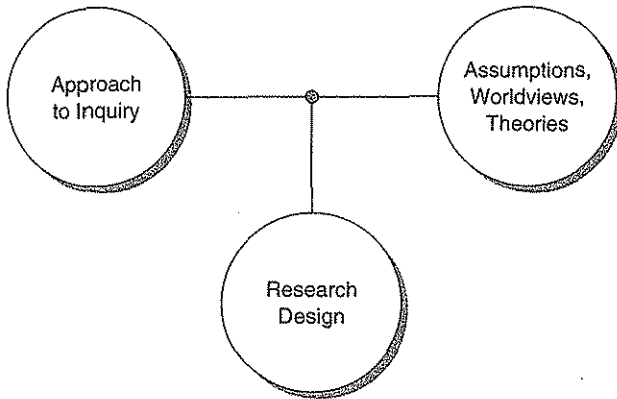 Approach
to Inquiry
Assumptions,
Worldviews,
Theories
Research
Design